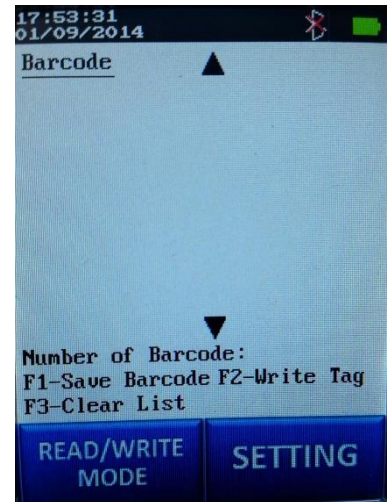 17:53:31
01/09/2014
Barcode
Number of Barcode:
F1-Save Barcode F2-Write Tag
F3-Clear List
READ/WRITE
MODE
SETTING